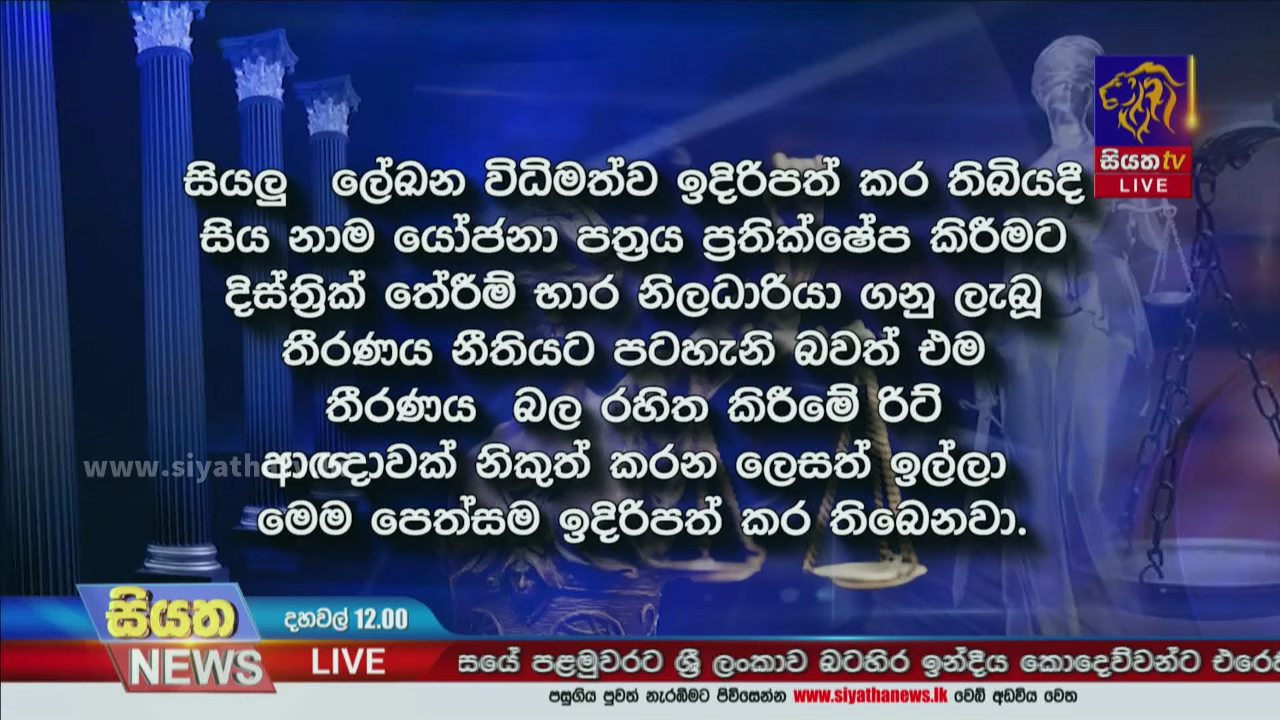 සියත tv
LIVE
සියලු ලේඛන විධිමත්ව ඉදිරිපත් කර තිබියදී
සිය නාම යෝජනා පත්‍රය ප්‍රතික්ෂේප කිරීමට
දිස්ත්‍රික් තේරීම් භාර නිලධාරියා ගනු ලැබූ
තීරණය නීතියට පටහැනි බවත් එම
තීරණය බල රහිත කිරීමේ රිට්
ආඥාවක් නිකුත් කරන ලෙසත් ඉල්ලා
මෙම පෙත්සම ඉදිරිපත් කර තිබෙනවා.
සියත දහවල් 12.00
NEWS LIVE සයේ පළමුවරට ශ්‍රී ලංකාව බටහිර ඉන්දීය කොදෙව්වන්ට එරෙහි
පසුගිය පුවත් නැරඹීමට පිවිසෙන්න www.siyathanews.lk වෙබ් අඩවිය වෙත